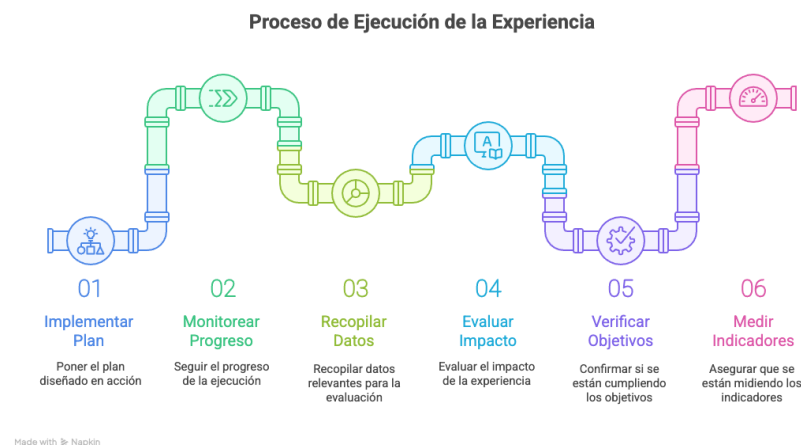 Proceso de Ejecución de la Experiencia
A
01
Implementar
Plan
Poner el plan
diseñado en acción
02
Monitorear
Progreso
Seguir el progreso
de la ejecución
03
Recopilar
Datos
Recopilar datos
relevantes para la
evaluación
04
Evaluar
Impacto
Evaluar el impacto
de la experiencia
05
Verificar
Objetivos
Confirmar si se
están cumpliendo
los objetivos
06
Medir
Indicadores
Asegurar que se
están midiendo los
indicadores
Made with Napkin